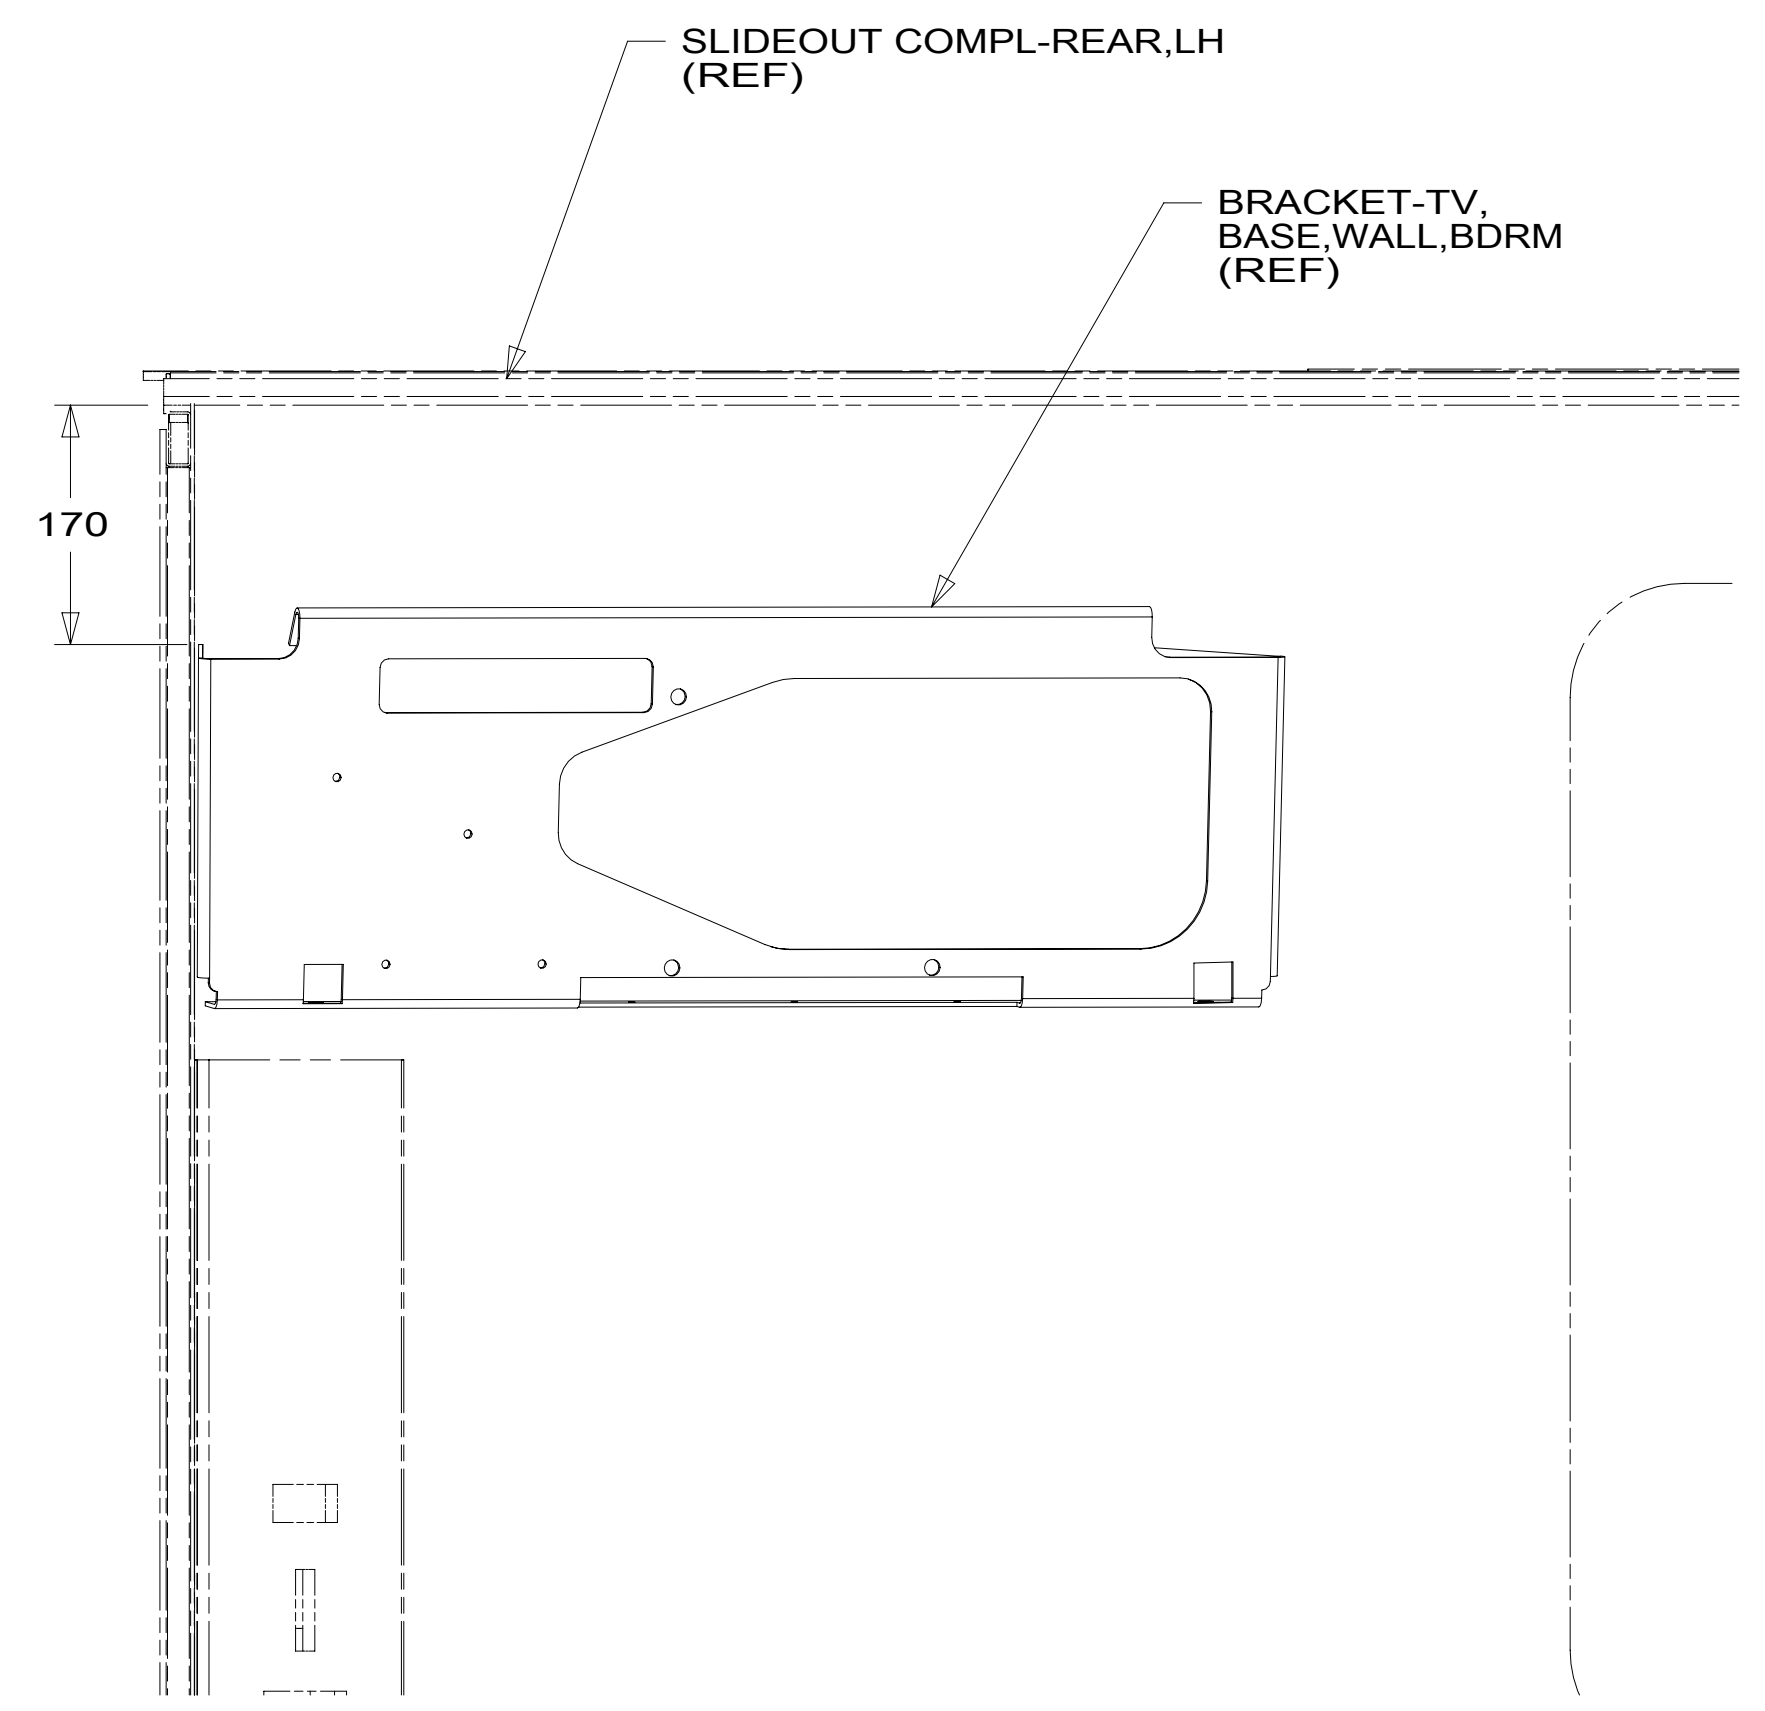 SLIDEOUT COMPL-REAR,LH
(REF)
BRACKET-TV,
BASE,WALL,BDRM
(REF)
170